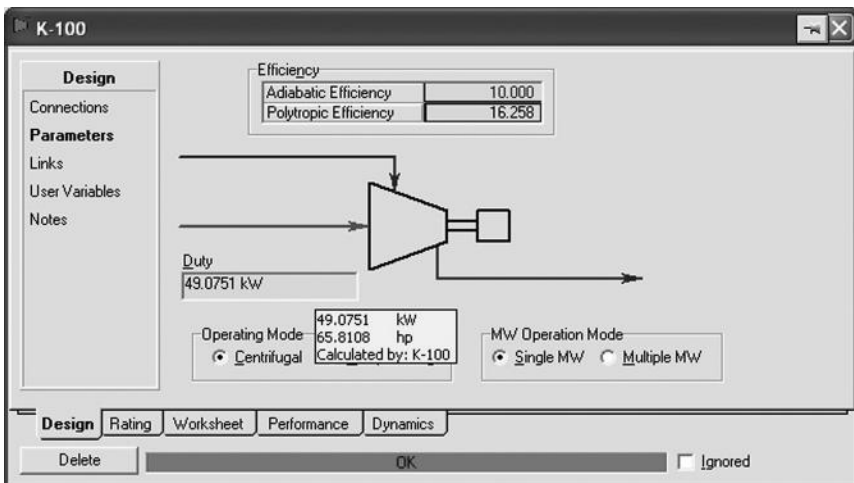 K-100
Design
Connections
Parameters
Links
User Variables
Notes
Efficiency
Adiabatic Efficiency 10.000
Polytropic Efficiency 16.258
Duty
49.0751 kW
Operating Mode
Centrifugal
49.0751 kW
65.8108 hp
Calculated by: K-100
MW Operation Mode
Single MW Multiple MW
Design Rating Worksheet Performance Dynamics
Delete OK Ignored